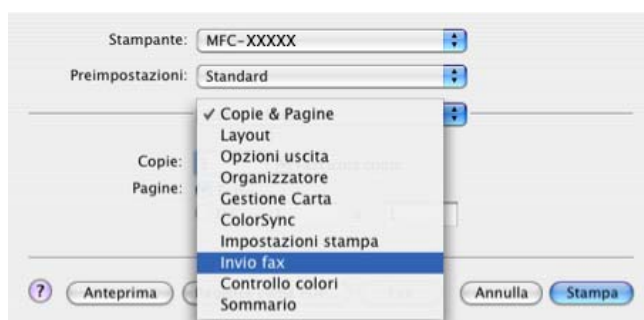 Stampante: MFC-XXXXX
Preimpostazioni: Standard
✓ Copie & Pagine
Layout
Opzioni uscita
Copie:
Organizzatore
Pagine:
Gestione Carta
ColorSync
1
Impostazioni stampa
Invio fax
Controllo colori
Sommario
? Anteprima Annulla Stampa